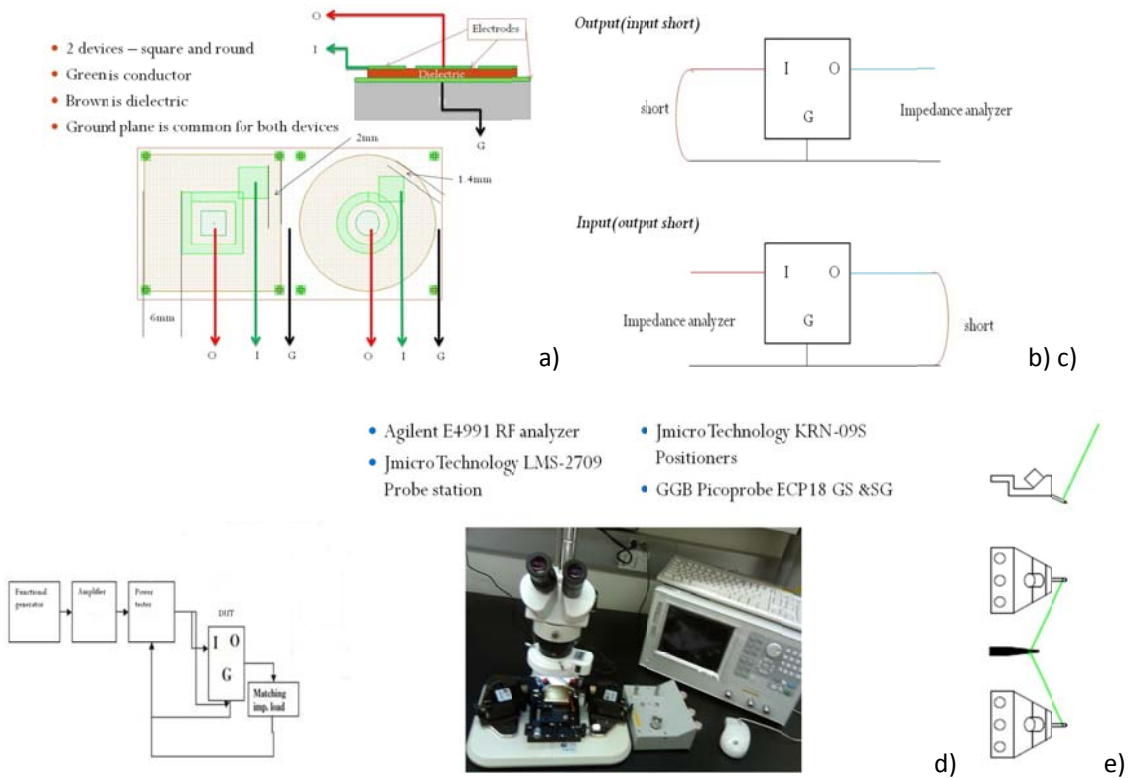 O
Electrodes
I
Dielectric
G
• 2 devices – square and round
• Green is conductor
• Brown is dielectric
• Ground plane is common for both devices
2mm
1.4mm
6mm
O I G O I G
a)
Output(input short)
I O
G
short
Impedance analyzer
Input(output short)
I O
G
Impedance analyzer
short
b) c)
• Agilent E4991 RF analyzer
• Jmicro Technology LMS-2709
Probe station
• Jmicro Technology KRN-09S
Positioners
• GGB Picoprobe ECP18 GS &SG
Functional
generator
Amplifier
Power
tester
DUT
I O
G
Matching
imp. load
d)
e)